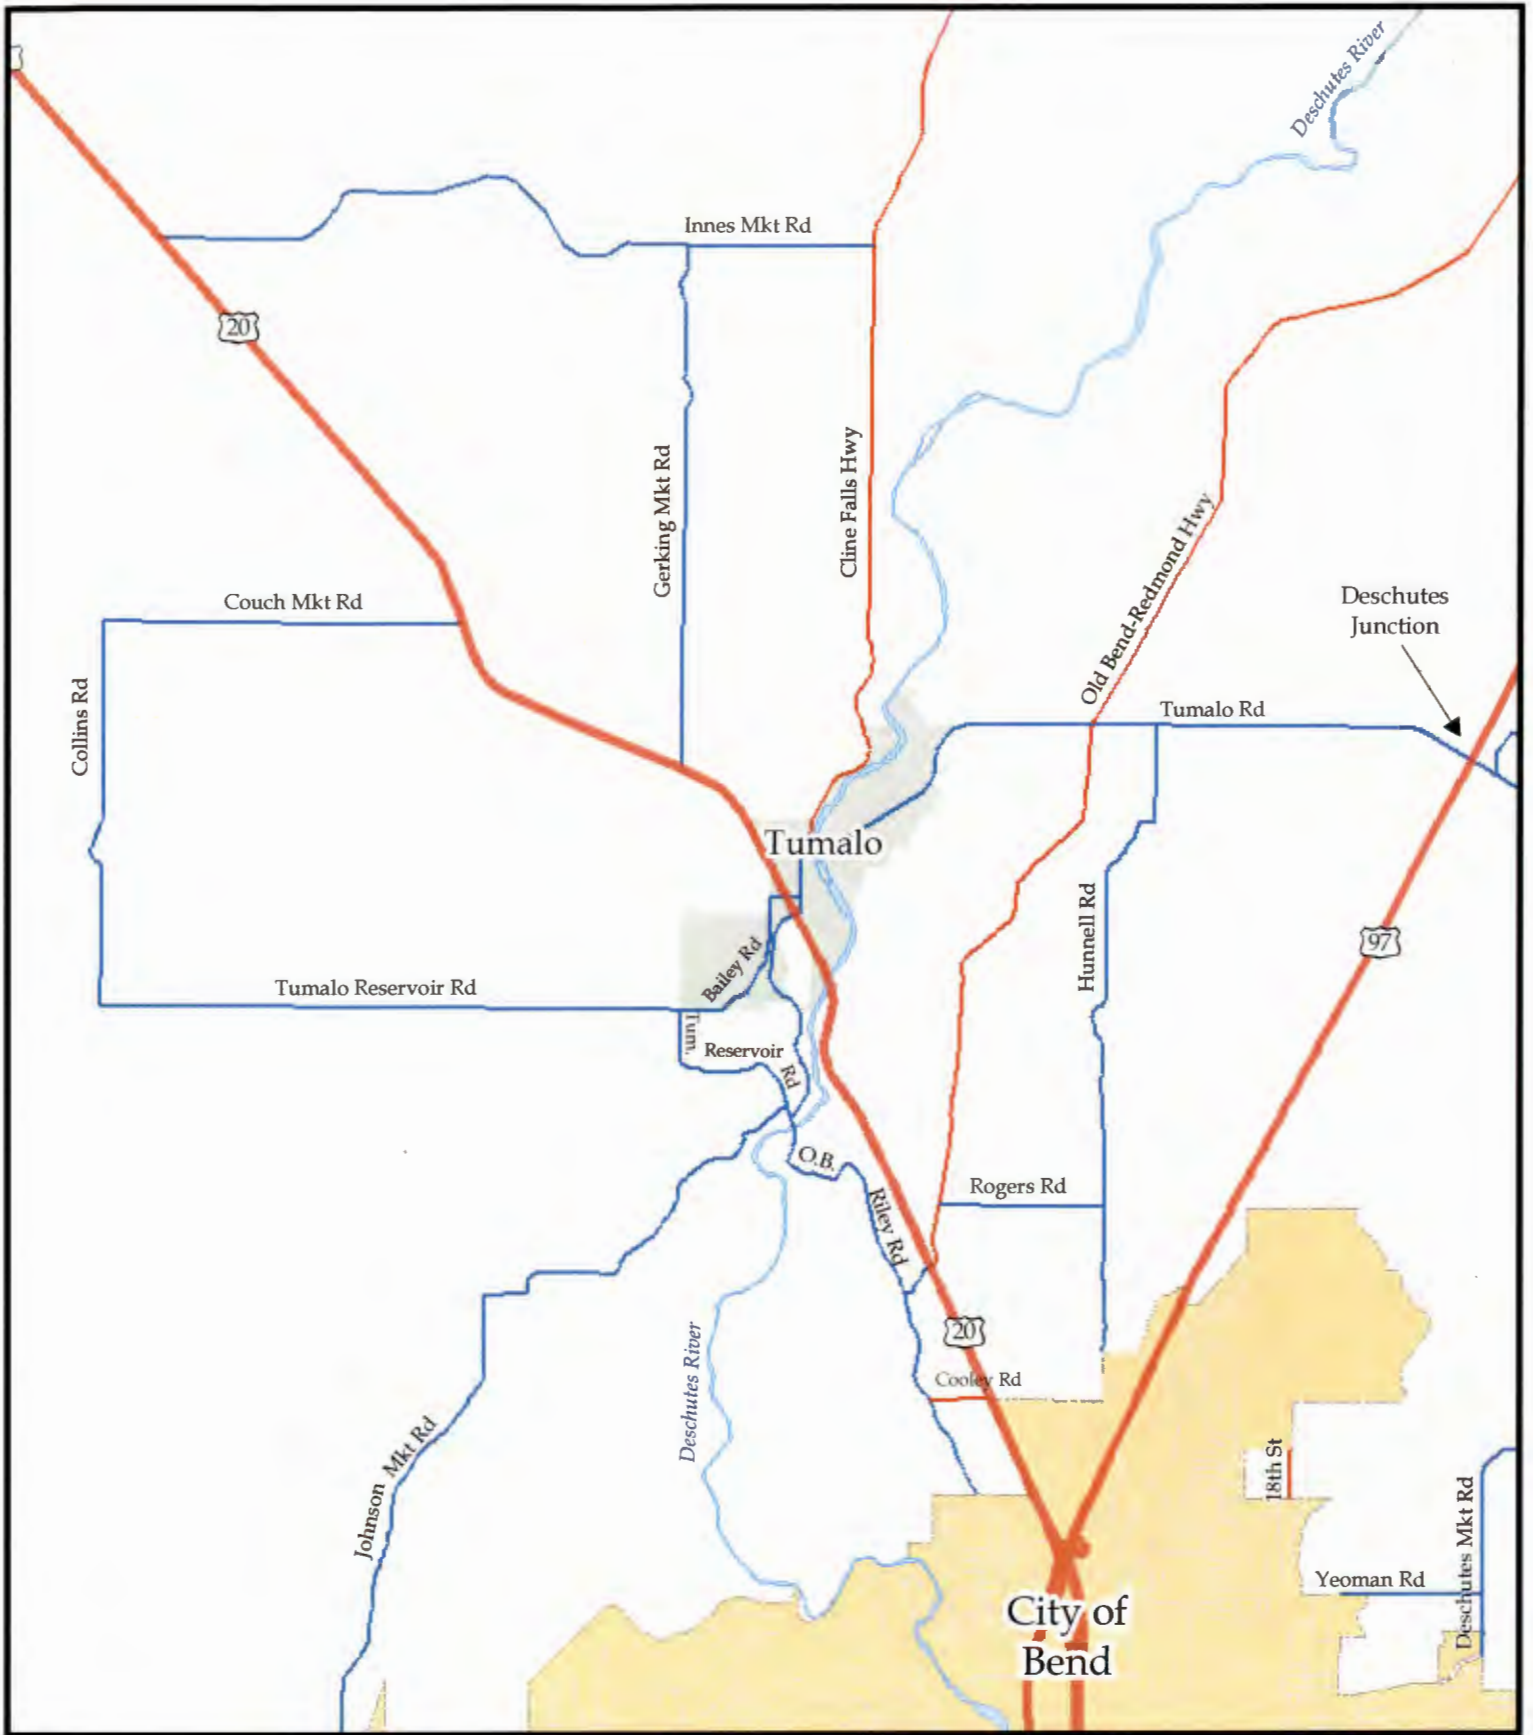 Deschutes River
Innes Mkt Rd
20
Gerking Mkt Rd
Cline Falls Hwy
Old Bend-Redmond Hwy
Couch Mkt Rd
Deschutes
Junction
Collins Rd
Tumalo Rd
Tumalo
Hunnell Rd
97
Bailey Rd
Tumalo Reservoir Rd
Tum.
Reservoir
Rd
O.B.
Riley Rd
Rogers Rd
20
Cooley Rd
Deschutes River
Johnson Mkt Rd
18th St
Deschutes Mkt Rd
Yeoman Rd
City of
Bend